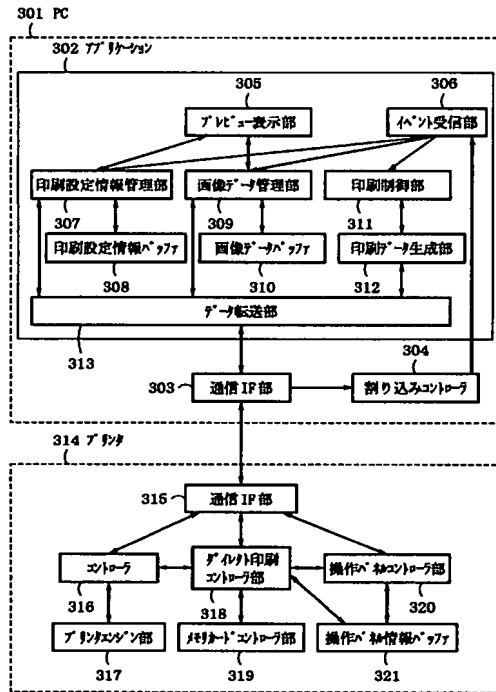 301 PC
302 アプリケーション
305
306
プレビュー表示部
イベント受信部
印刷設定情報管理部
画像データ管理部
印刷制御部
307
309
311
印刷設定情報バッファ
画像データバッファ
印刷データ生成部
308
310
312
データ転送部
313
304
303
通信IF部
割り込みコントローラ
314 プリンタ
315
通信IF部
コントローラ
ダイレクト印刷
コントローラ部
操作パネルコントローラ部
316
318
320
プリンタエンジン部
メモリカードコントローラ部
操作パネル情報バッファ
317
319
321